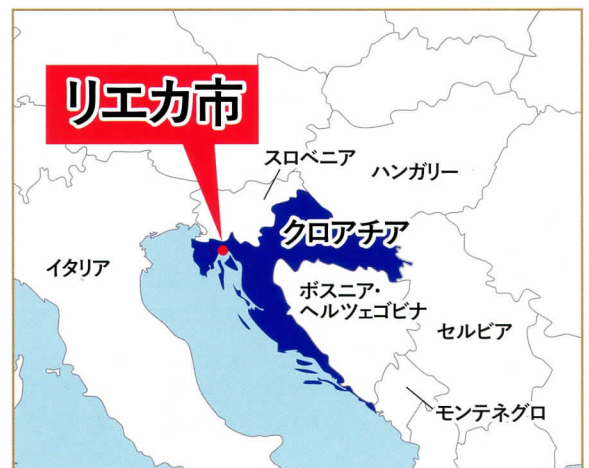 リエカ市
スロベニア
ハンガリー
クロアチア
イタリア
ボスニア・
ヘルツェゴビナ
セルビア
モンテネグロ